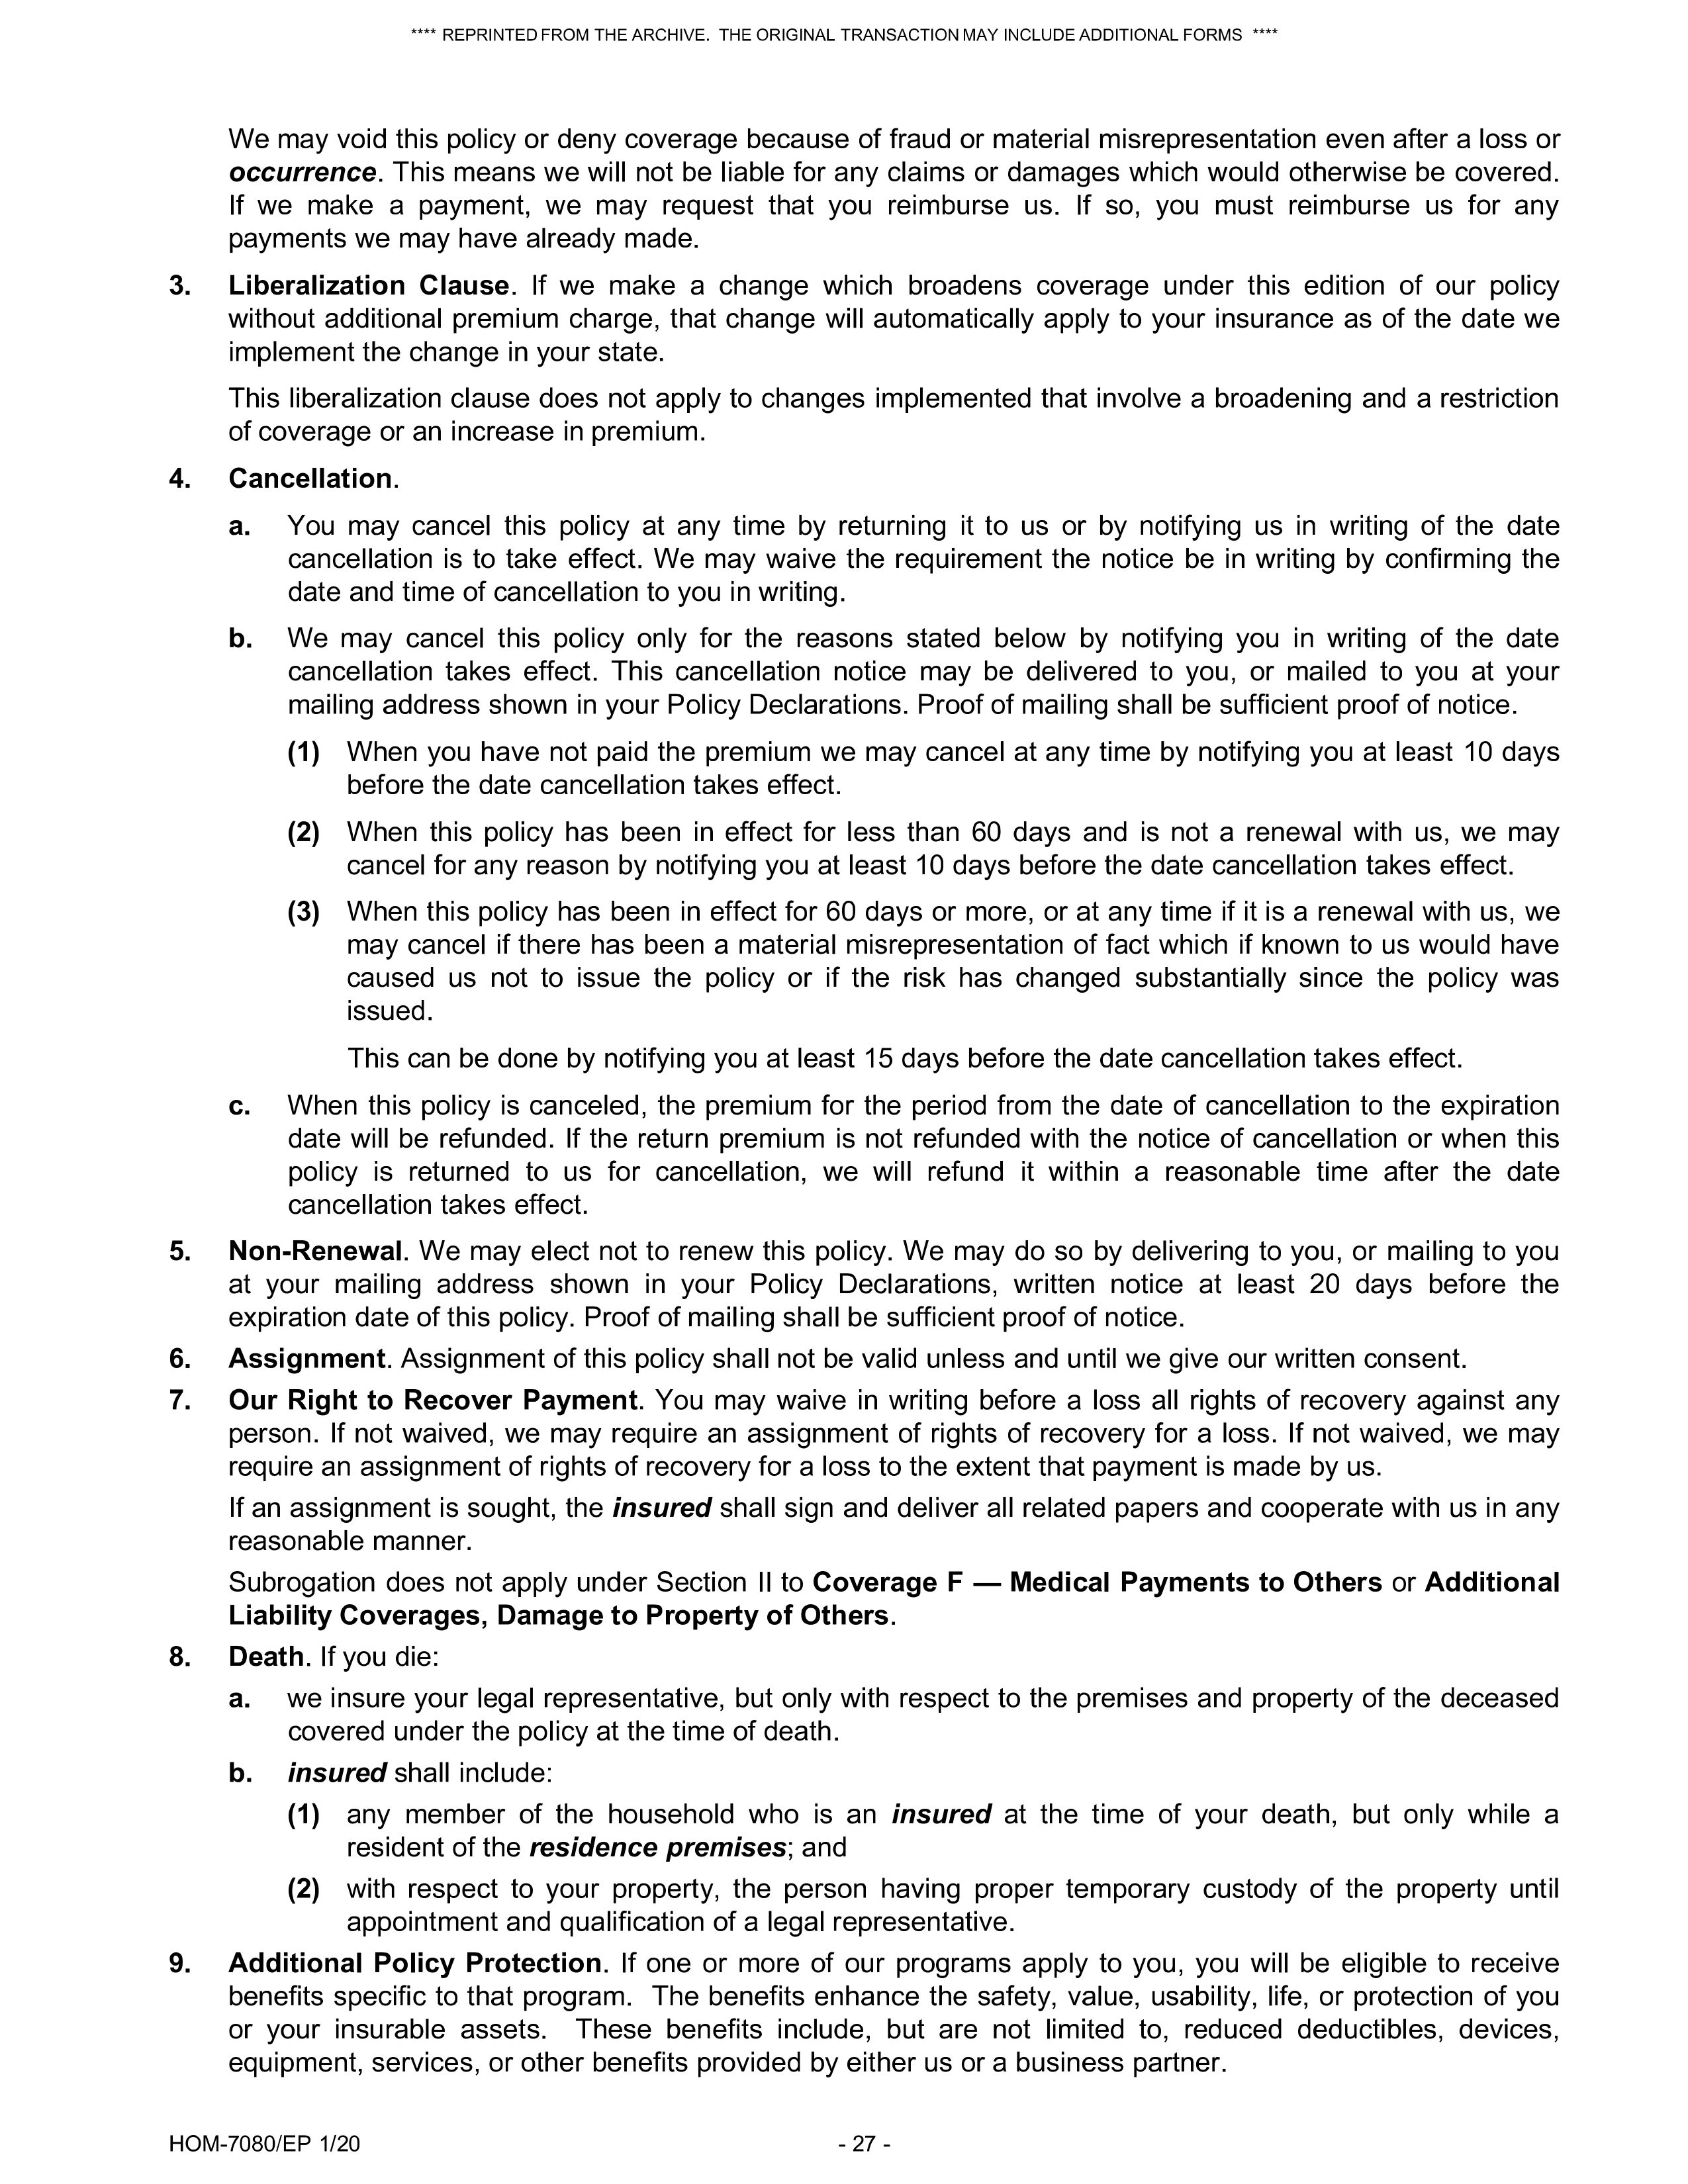 **** REPRINTED FROM THE ARCHIVE. THE ORIGINAL TRANSACTION MAY INCLUDE ADDITIONAL FORMS ****
We may void this policy or deny coverage because of fraud or material misrepresentation even after a loss or
occurrence. This means we will not be liable for any claims or damages which would otherwise be covered.
If we make a payment, we may request that you reimburse us. If so, you must reimburse us for any
payments we may have already made.
3. Liberalization Clause. If we make a change which broadens coverage under this edition of our policy
without additional premium charge, that change will automatically apply to your insurance as of the date we
implement the change in your state.
This liberalization clause does not apply to changes implemented that involve a broadening and a restriction
of coverage or an increase in premium.
4. Cancellation.
a. You may cancel this policy at any time by returning it to us or by notifying us in writing of the date
cancellation is to take effect. We may waive the requirement the notice be in writing by confirming the
date and time of cancellation to you in writing.
b. We may cancel this policy only for the reasons stated below by notifying you in writing of the date
cancellation takes effect. This cancellation notice may be delivered to you, or mailed to you at your
mailing address shown in your Policy Declarations. Proof of mailing shall be sufficient proof of notice.
(1) When you have not paid the premium we may cancel at any time by notifying you at least 10 days
before the date cancellation takes effect.
(2) When this policy has been in effect for less than 60 days and is not a renewal with us, we may
cancel for any reason by notifying you at least 10 days before the date cancellation takes effect.
(3) When this policy has been in effect for 60 days or more, or at any time if it is a renewal with us, we
may cancel if there has been a material misrepresentation of fact which if known to us would have
caused us not to issue the policy or if the risk has changed substantially since the policy was
issued.
This can be done by notifying you at least 15 days before the date cancellation takes effect.
c. When this policy is canceled, the premium for the period from the date of cancellation to the expiration
date will be refunded. If the return premium is not refunded with the notice of cancellation or when this
policy is returned to us for cancellation, we will refund it within a reasonable time after the date
cancellation takes effect.
5. Non-Renewal. We may elect not to renew this policy. We may do so by delivering to you, or mailing to you
at your mailing address shown in your Policy Declarations, written notice at least 20 days before the
expiration date of this policy. Proof of mailing shall be sufficient proof of notice.
6. Assignment. Assignment of this policy shall not be valid unless and until we give our written consent.
7. Our Right to Recover Payment. You may waive in writing before a loss all rights of recovery against any
person. If not waived, we may require an assignment of rights of recovery for a loss. If not waived, we may
require an assignment of rights of recovery for a loss to the extent that payment is made by us.
If an assignment is sought, the insured shall sign and deliver all related papers and cooperate with us in any
reasonable manner.
Subrogation does not apply under Section II to Coverage F — Medical Payments to Others or Additional
Liability Coverages, Damage to Property of Others.
8. Death. If you die:
a. we insure your legal representative, but only with respect to the premises and property of the deceased
covered under the policy at the time of death.
b. insured shall include:
(1) any member of the household who is an insured at the time of your death, but only while a
resident of the residence premises; and
(2) with respect to your property, the person having proper temporary custody of the property until
appointment and qualification of a legal representative.
9. Additional Policy Protection. If one or more of our programs apply to you, you will be eligible to receive
benefits specific to that program. The benefits enhance the safety, value, usability, life, or protection of you
or your insurable assets. These benefits include, but are not limited to, reduced deductibles, devices,
equipment, services, or other benefits provided by either us or a business partner.
HOM-7080/EP 1/20
- 27 -